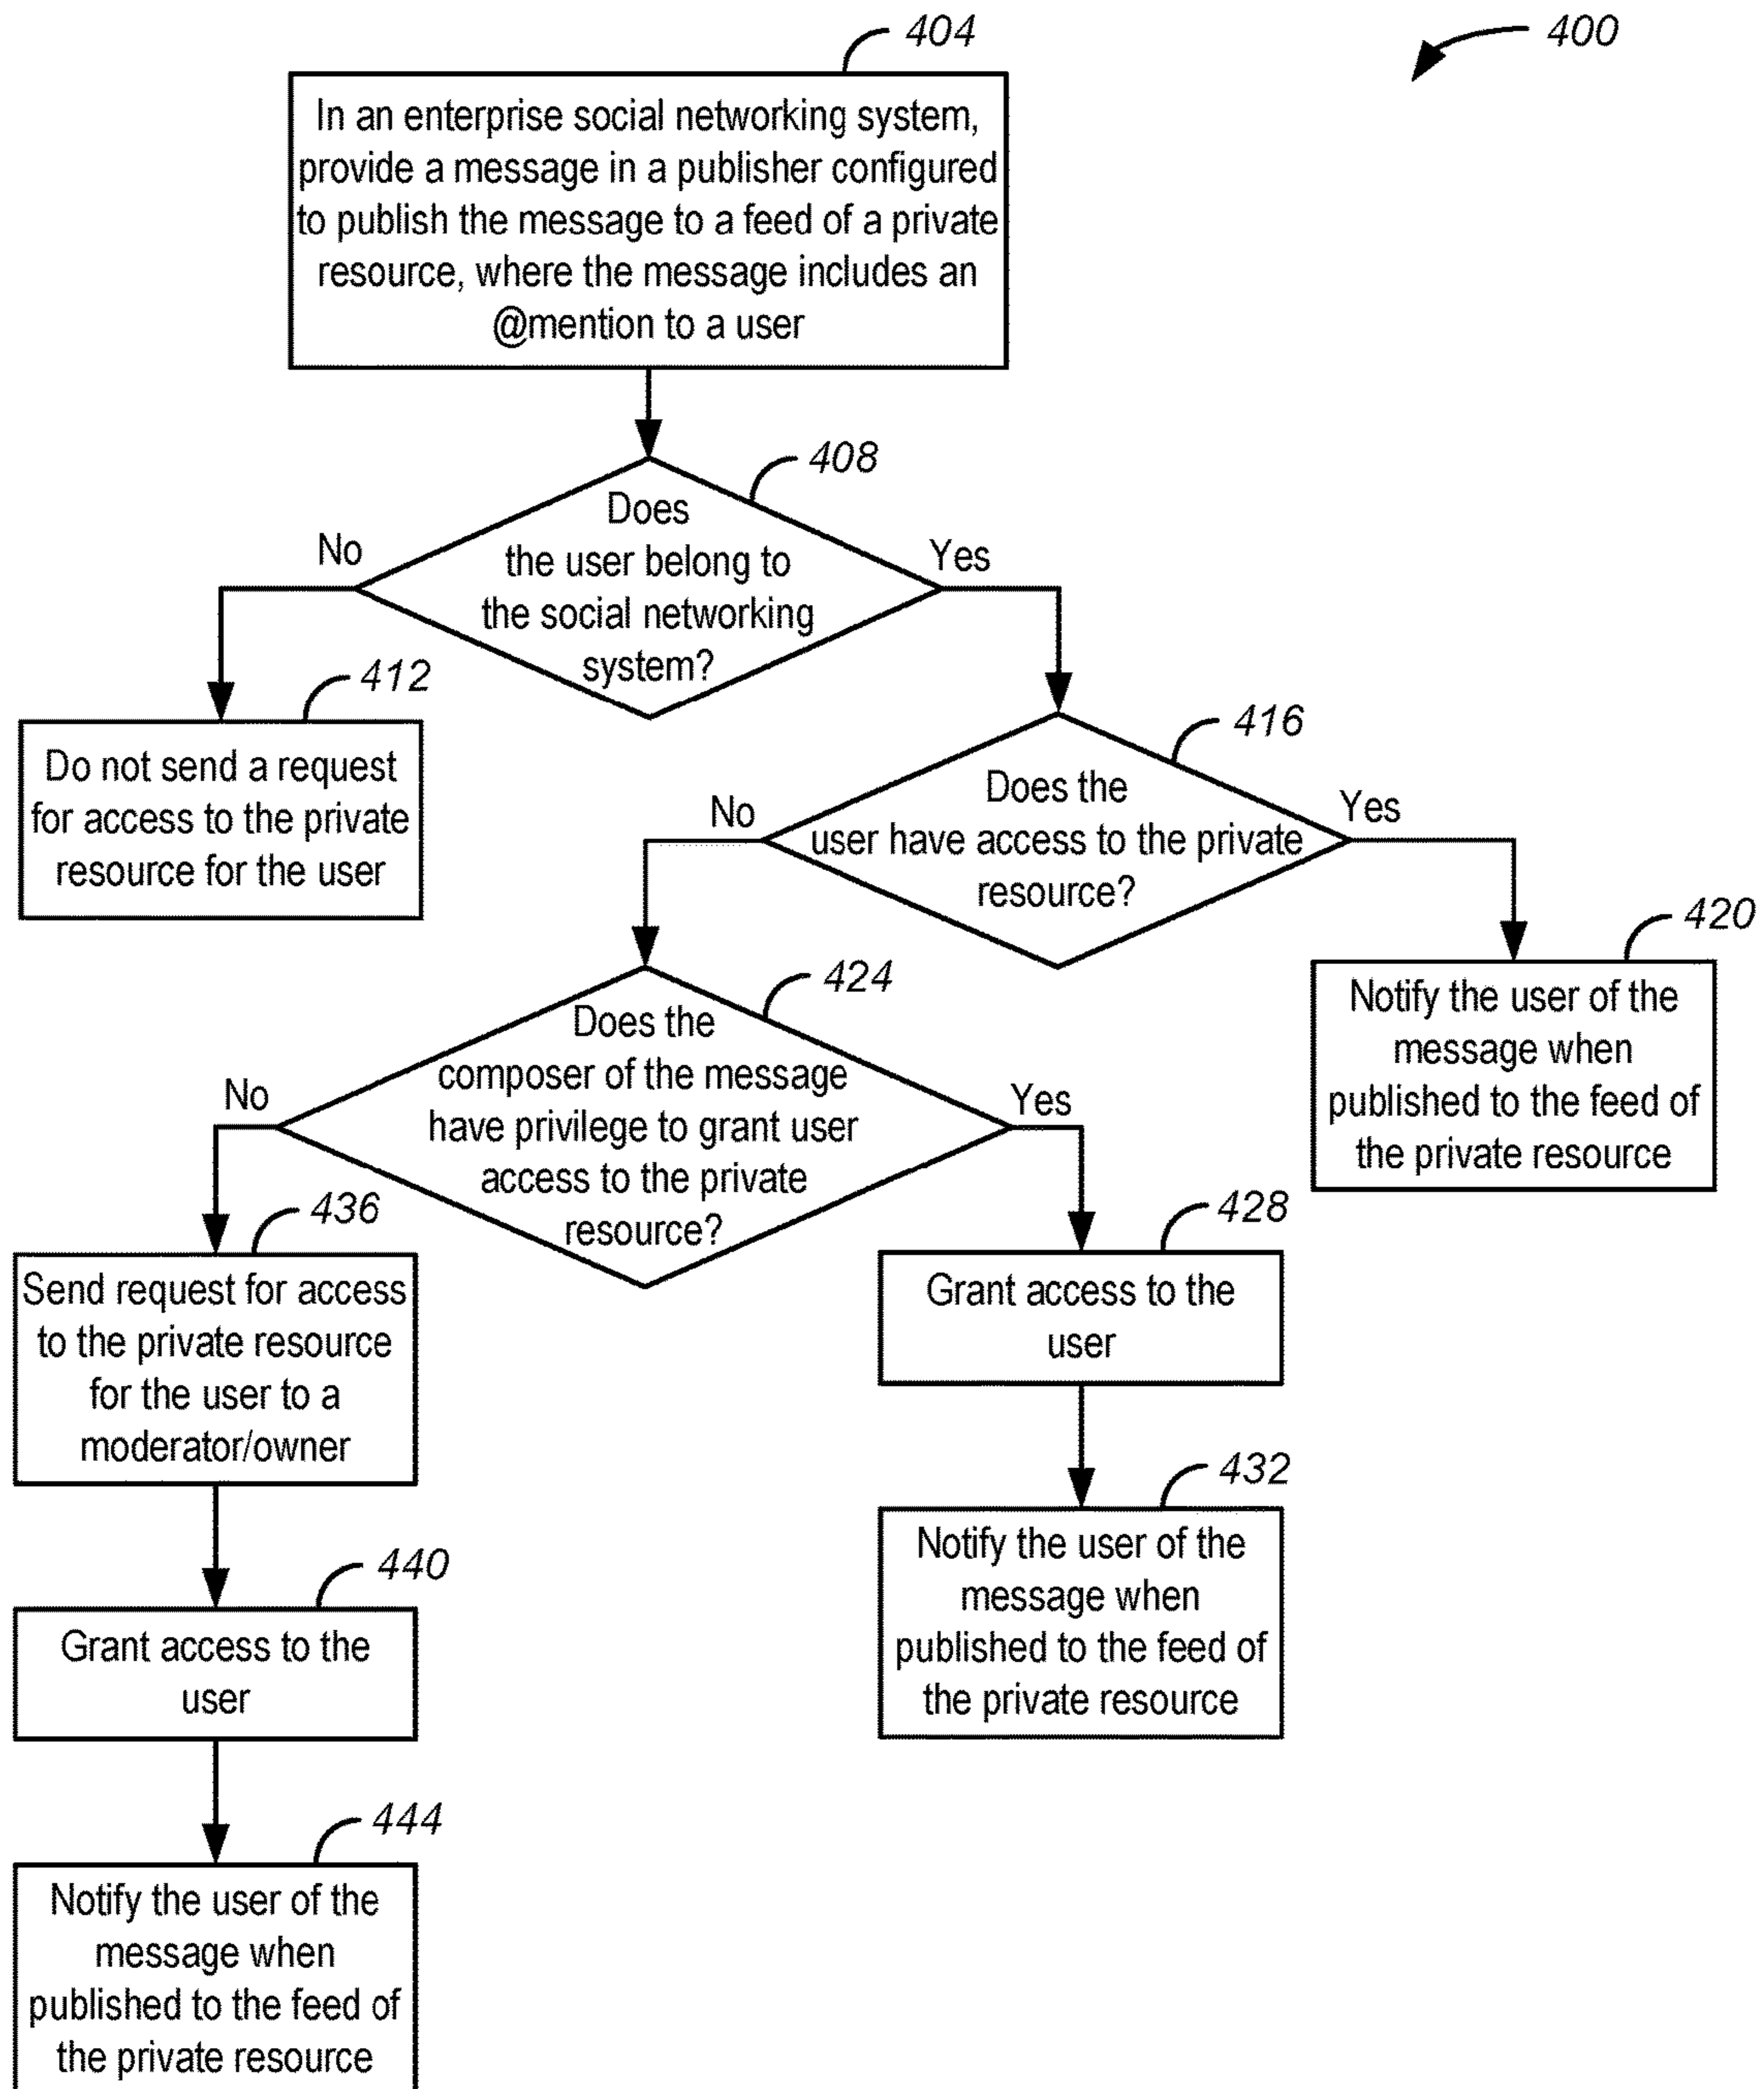 404
400
In an enterprise social networking system,
provide a message in a publisher configured
to publish the message to a feed of a private
resource, where the message includes an
@mention to a user
408
Does
the user belong to
the social networking
system?
No
Yes
412
Do not send a request
for access to the private
resource for the user
416
Does the
user have access to the private
resource?
No
Yes
420
Notify the user of the
message when
published to the feed of
the private resource
424
Does the
composer of the message
have privilege to grant user
access to the private
resource?
No
Yes
436
Send request for access
to the private resource
for the user to a
moderator/owner
428
Grant access to the
user
432
Notify the user of the
message when
published to the feed of
the private resource
440
Grant access to the
user
444
Notify the user of the
message when
published to the feed of
the private resource